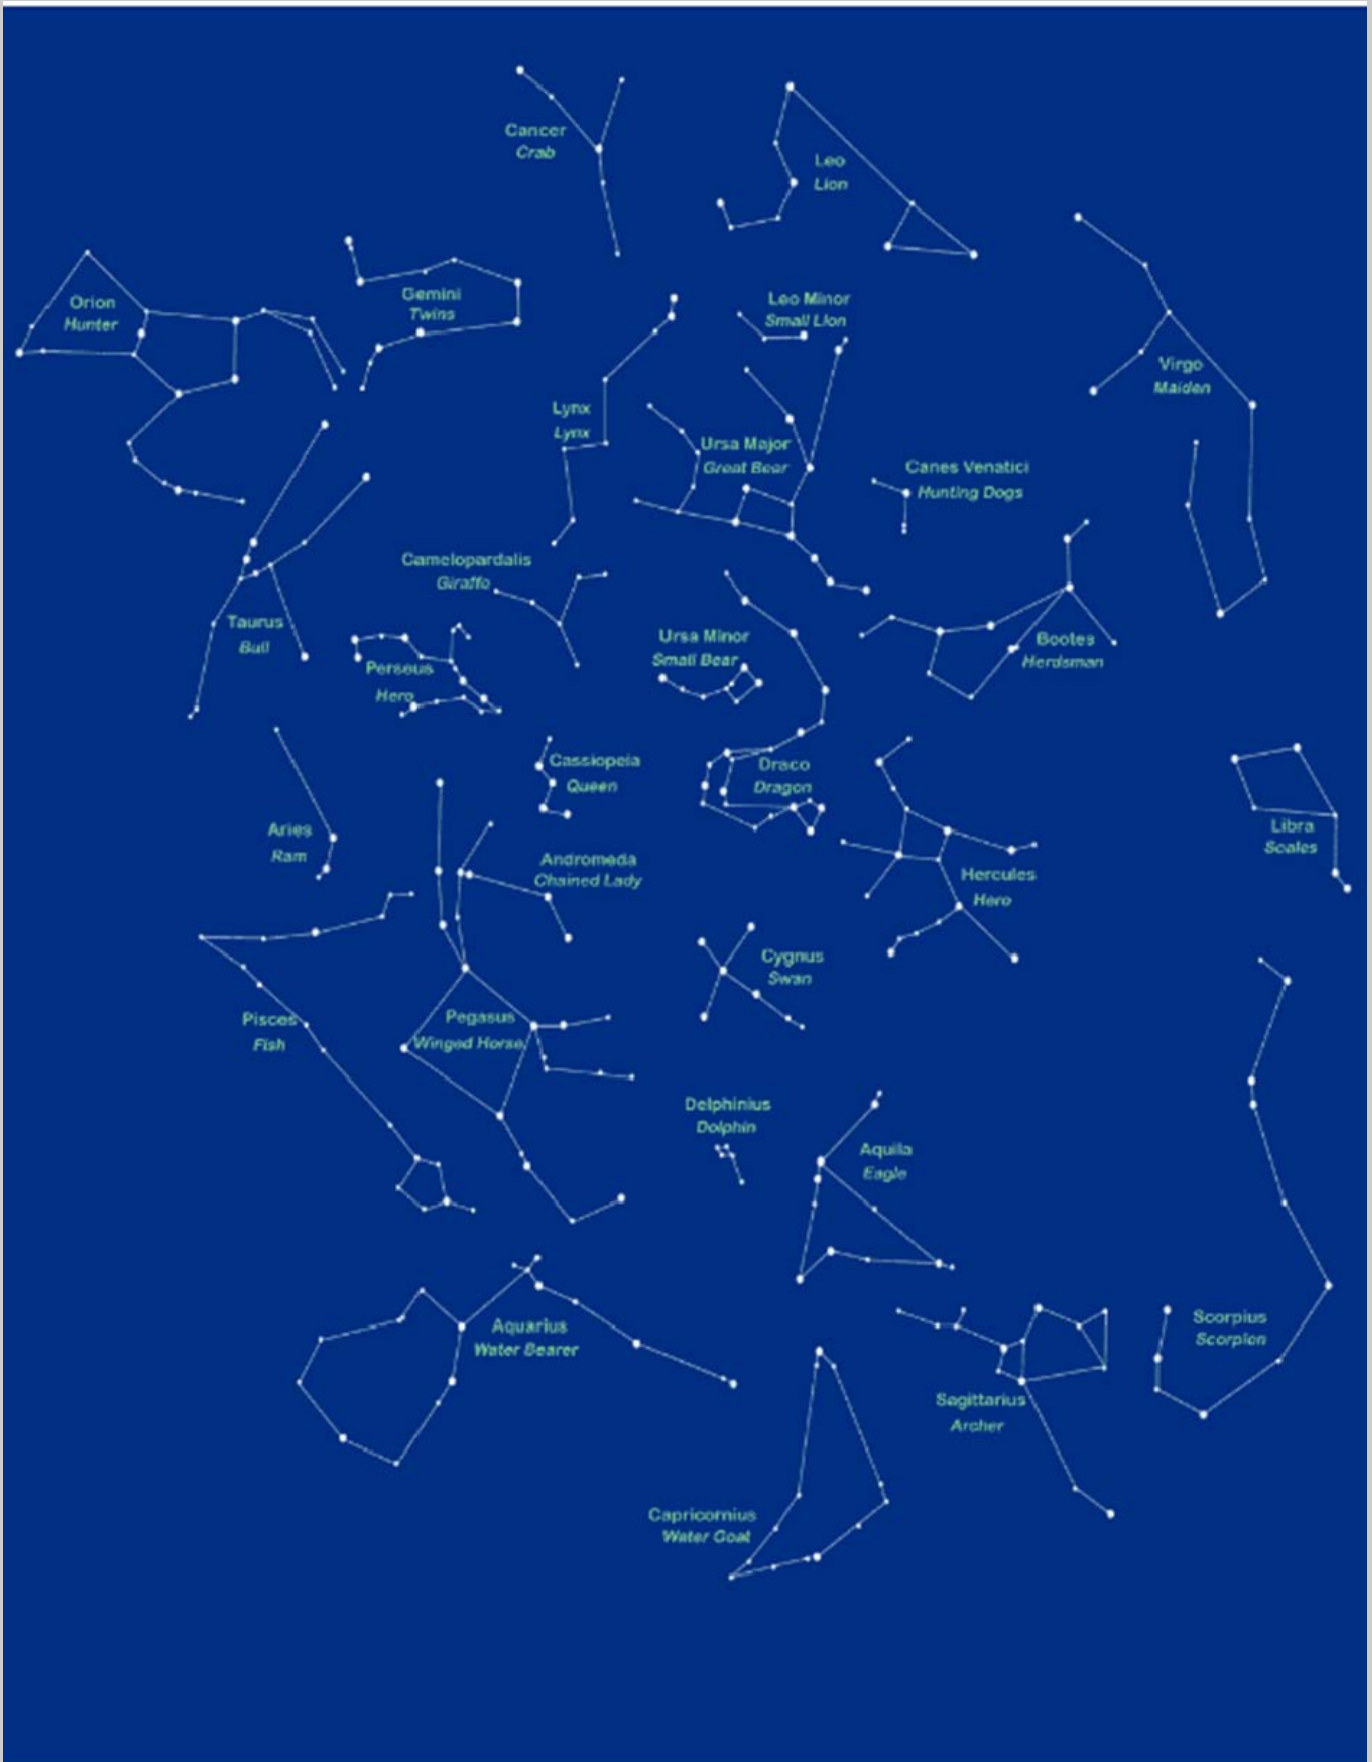 Cancer
Crab
Leo
Lion
Orion
Hunter
Gemini
Twins
Leo Minor
Small Lion
Virgo
Maiden
Lynx
Lynx
Ursa Major
Great Bear
Canes Venatici
Hunting Dogs
Camelopardalis
Giraffe
Taurus
Bull
Perseus
Hero
Ursa Minor
Small Bear
Bootes
Herdsman
Cassiopeia
Queen
Draco
Dragon
Aries
Ram
Libra
Scales
Andromeda
Chained Lady
Hercules
Hero
Cygnus
Swan
Pisces
Fish
Pegasus
Winged Horse
Delphinius
Dolphin
Aquila
Eagle
Aquarius
Water Bearer
Scorpius
Scorpion
Sagittarius
Archer
Capricornius
Water Goat